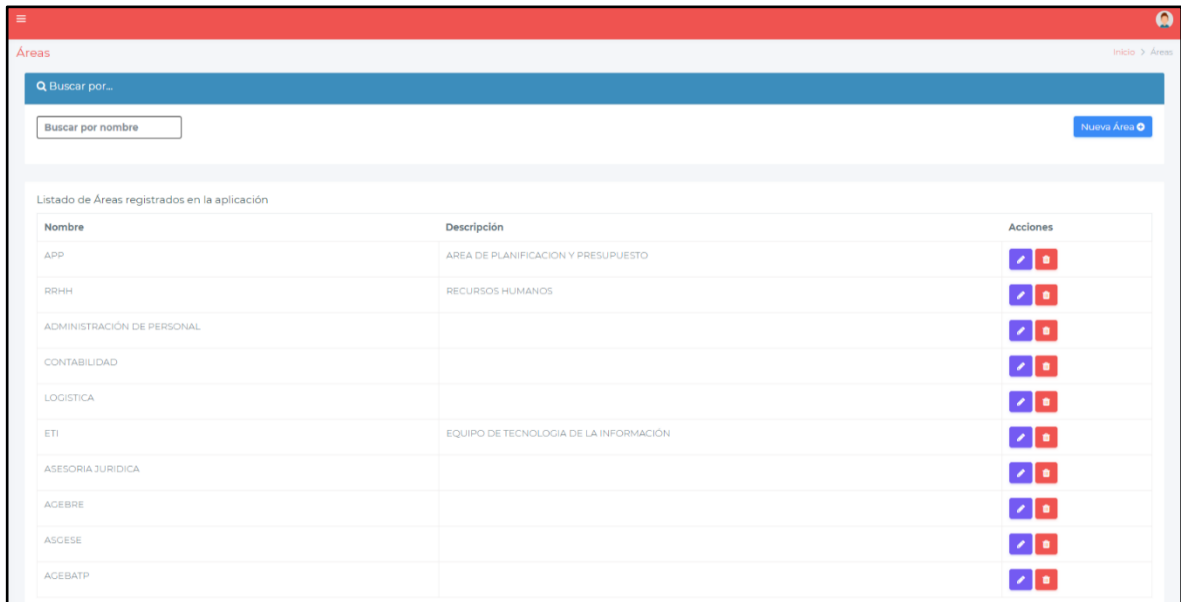 Áreas
Inicio > Áreas
Buscar por...
Buscar por nombre
Nueva Área
Listado de Áreas registrados en la aplicación
Nombre Descripción Acciones
APP AREA DE PLANIFICACION Y PRESUPUESTO
RRHH RECURSOS HUMANOS
ADMINISTRACIÓN DE PERSONAL
CONTABILIDAD
LOGISTICA
ETI EQUIPO DE TECNOLOGIA DE LA INFORMACIÓN
ASESORIA JURIDICA
AGEBRE
ASGESE
AGEBATP